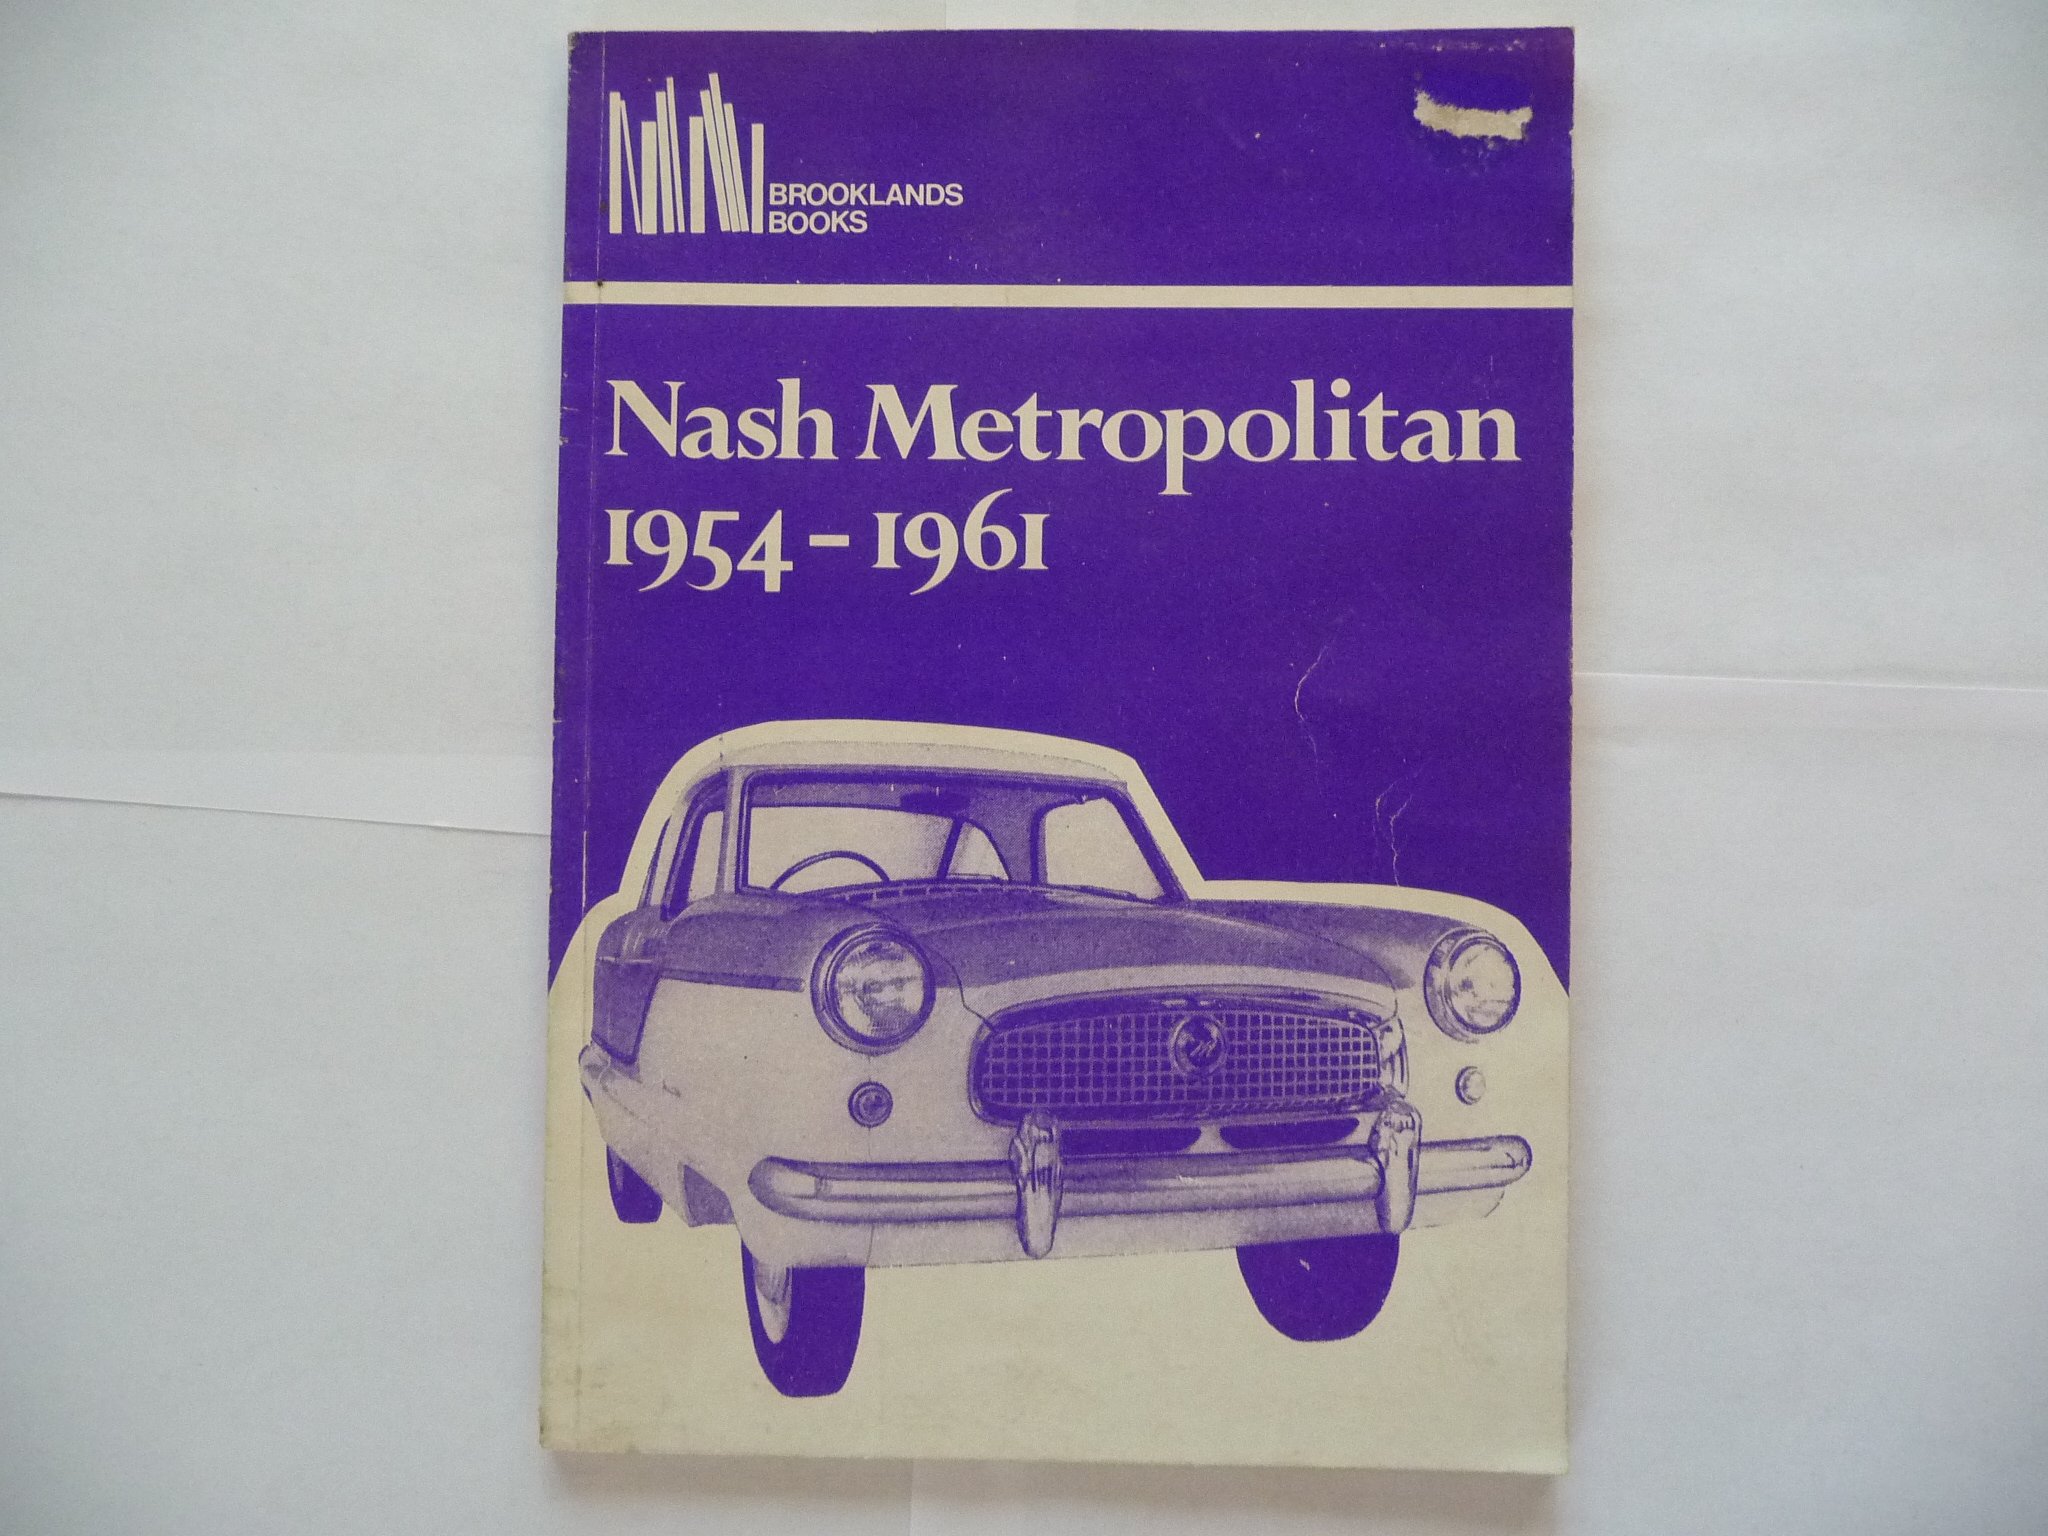 BROOKLANDS
BOOKS
Nash Metropolitan
1954 – 1961